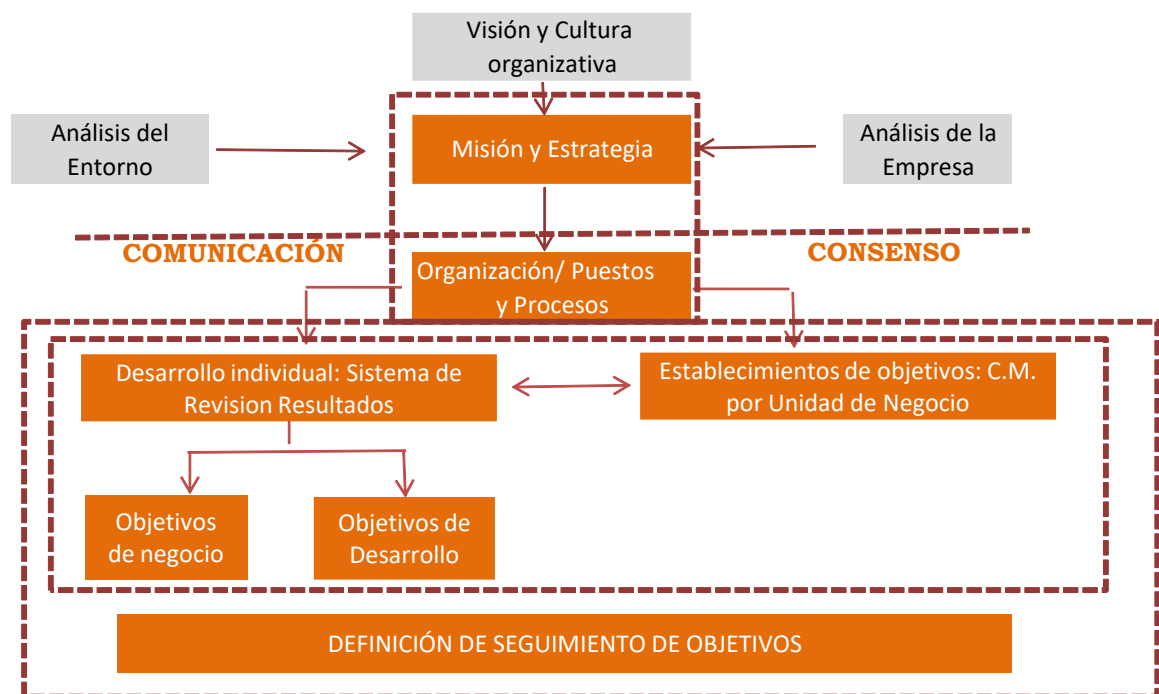 Visión y Cultura
organizativa
Análisis del
Entorno
Misión y Estrategia
Análisis de la
Empresa
COMUNICACIÓN
CONSENSO
Organización/ Puestos
y Procesos
Desarrollo individual: Sistema de
Revision Resultados
Establecimientos de objetivos: C.M.
por Unidad de Negocio
Objetivos
de negocio
Objetivos de
Desarrollo
DEFINICIÓN DE SEGUIMIENTO DE OBJETIVOS